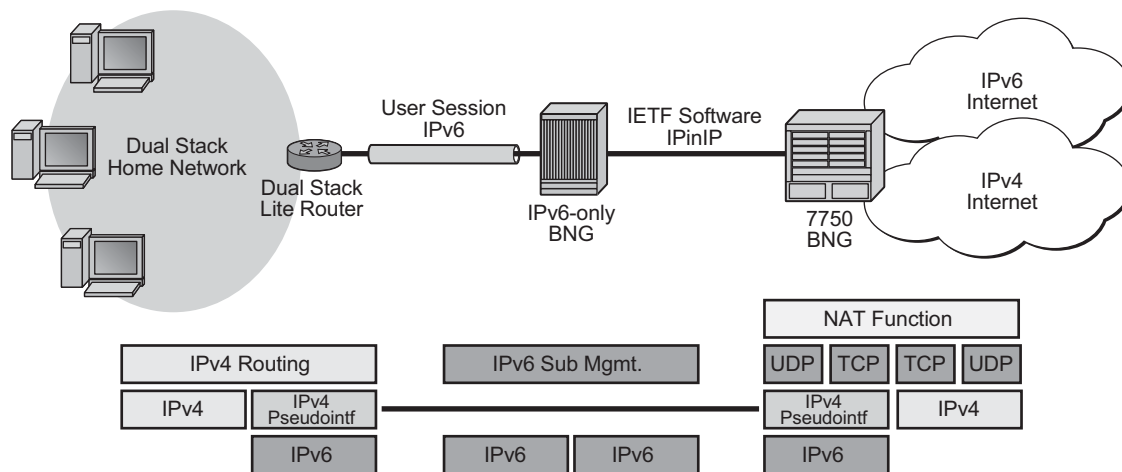 Dual Stack
Home Network
Dual Stack
Lite Router
User Session
IPv6
IPv6-only
BNG
IETF Software
IPinIP
7750
BNG
IPv6
Internet
IPv4
Internet
NAT Function
IPv4 Routing
IPv6 Sub Mgmt.
UDP
TCP
TCP
UDP
IPv4
IPv4
Pseudointf
IPv4
Pseudointf
IPv4
IPv6
IPv6
IPv6
IPv6